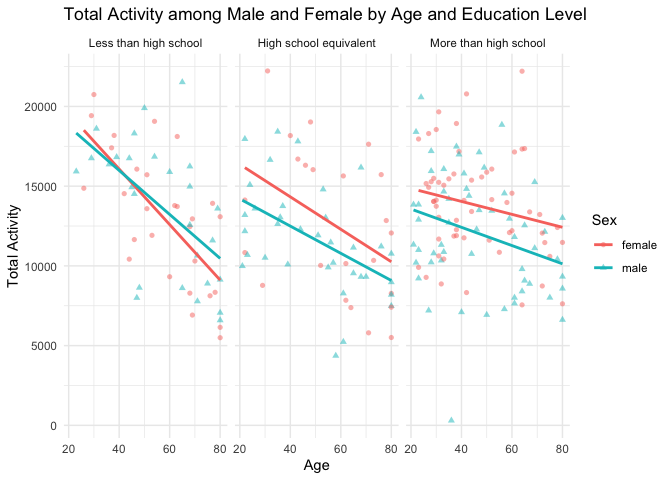 Total Activity among Male and Female by Age and Education Level
Less than high school High school equivalent More than high school
20000
15000
10000
5000
0
Total Activity
20 40 60 80 20 40 60 80 20 40 60 80
Age
Sex
female
male